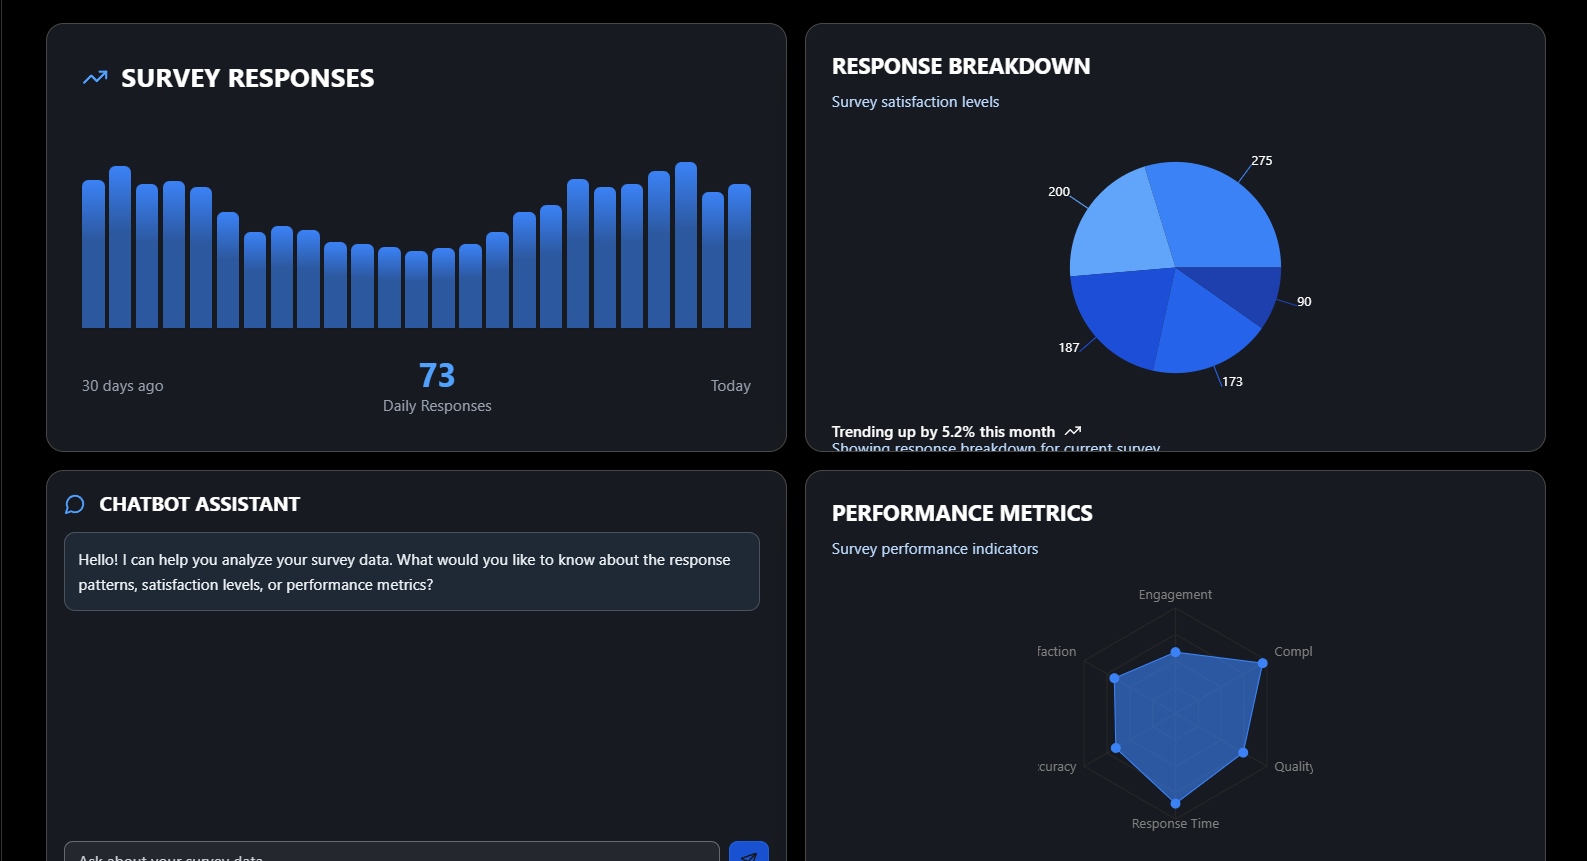 SURVEY RESPONSES
30 days ago
73
Daily Responses
Today
RESPONSE BREAKDOWN
Survey satisfaction levels
275
200
90
187
173
Trending up by 5.2% this month
Showing response breakdown for current survey
CHATBOT ASSISTANT
Hello! I can help you analyze your survey data. What would you like to know about the response
patterns, satisfaction levels, or performance metrics?
Ask about your survey data
PERFORMANCE METRICS
Survey performance indicators
Engagement
faction
Compl
curacy
Quality
Response Time